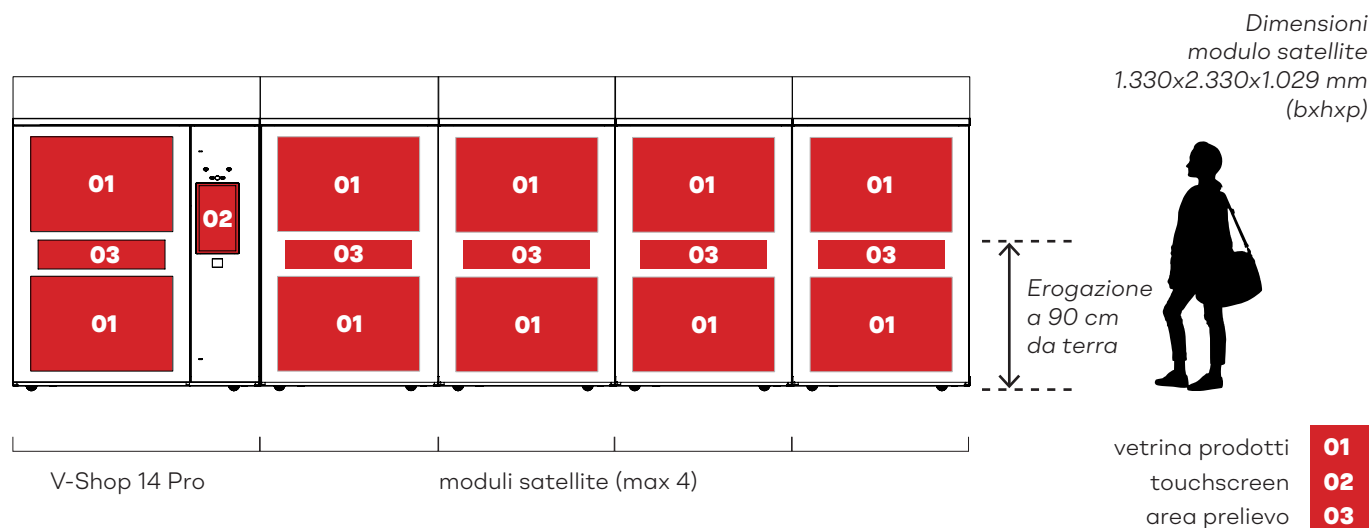 Dimensioni
modulo satellite
1.330x2.330x1.029 mm
(bxhxp)
01
01
01
01
01
02
03
03
03
03
03
01
01
01
01
01
Erogazione
a 90 cm
da terra
V-Shop 14 Pro
moduli satellite (max 4)
vetrina prodotti 01
touchscreen 02
area prelievo 03